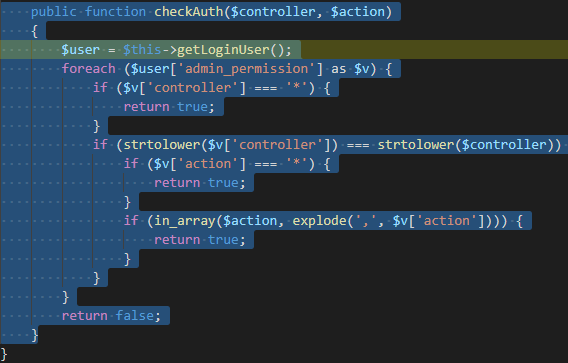 public function checkAuth($controller, $action)
    {
        $user = $this->getLoginUser();
        foreach ($user['admin_permission'] as $v) {
            if ($v['controller'] === '*') {
                return true;
            }
            if (strtolower($v['controller']) === strtolower($controller))
                if ($v['action'] === '*') {
                    return true;
                }
                if (in_array($action, explode(',', $v['action']))) {
                    return true;
                }
            }
        }
        return false;
    }
}